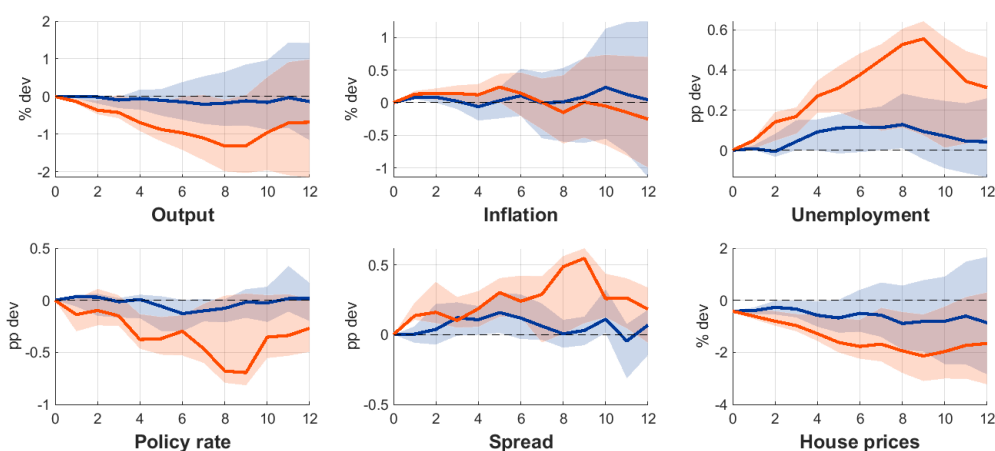 2
1
0
-1
-2
% dev
0 2 4 6 8 10 12
Output
1
0.5
0
-0.5
-1
% dev
0 2 4 6 8 10 12
Inflation
0.6
0.4
0.2
0
pp dev
0 2 4 6 8 10 12
Unemployment
0.5
0
-0.5
-1
pp dev
0 2 4 6 8 10 12
Policy rate
0.5
0
-0.5
pp dev
0 2 4 6 8 10 12
Spread
2
0
-2
-4
% dev
0 2 4 6 8 10 12
House prices